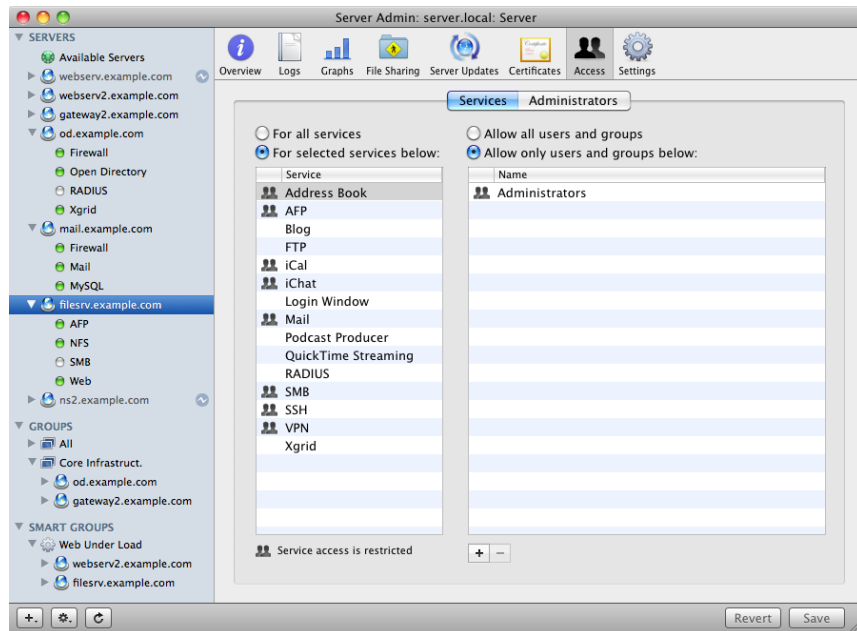 Server Admin: server.local: Server
SERVERS
Available Servers
webserv.example.com
webserv2.example.com
gateway2.example.com
od.example.com
Firewall
Open Directory
RADIUS
Xgrid
mail.example.com
Firewall
Mail
MySQL
filesrv.example.com
AFP
NFS
SMB
Web
ns2.example.com
GROUPS
All
Core Infrastruct.
od.example.com
gateway2.example.com
SMART GROUPS
Web Under Load
webserv2.example.com
filesrv.example.com
Overview
Logs
Graphs
File Sharing
Server Updates
Certificates
Access
Settings
Services
Administrators
For all services
For selected services below:
Service
Address Book
AFP
Blog
FTP
iCal
iChat
Login Window
Mail
Podcast Producer
QuickTime Streaming
RADIUS
SMB
SSH
VPN
Xgrid
Service access is restricted
Allow all users and groups
Allow only users and groups below:
Name
Administrators
Revert
Save